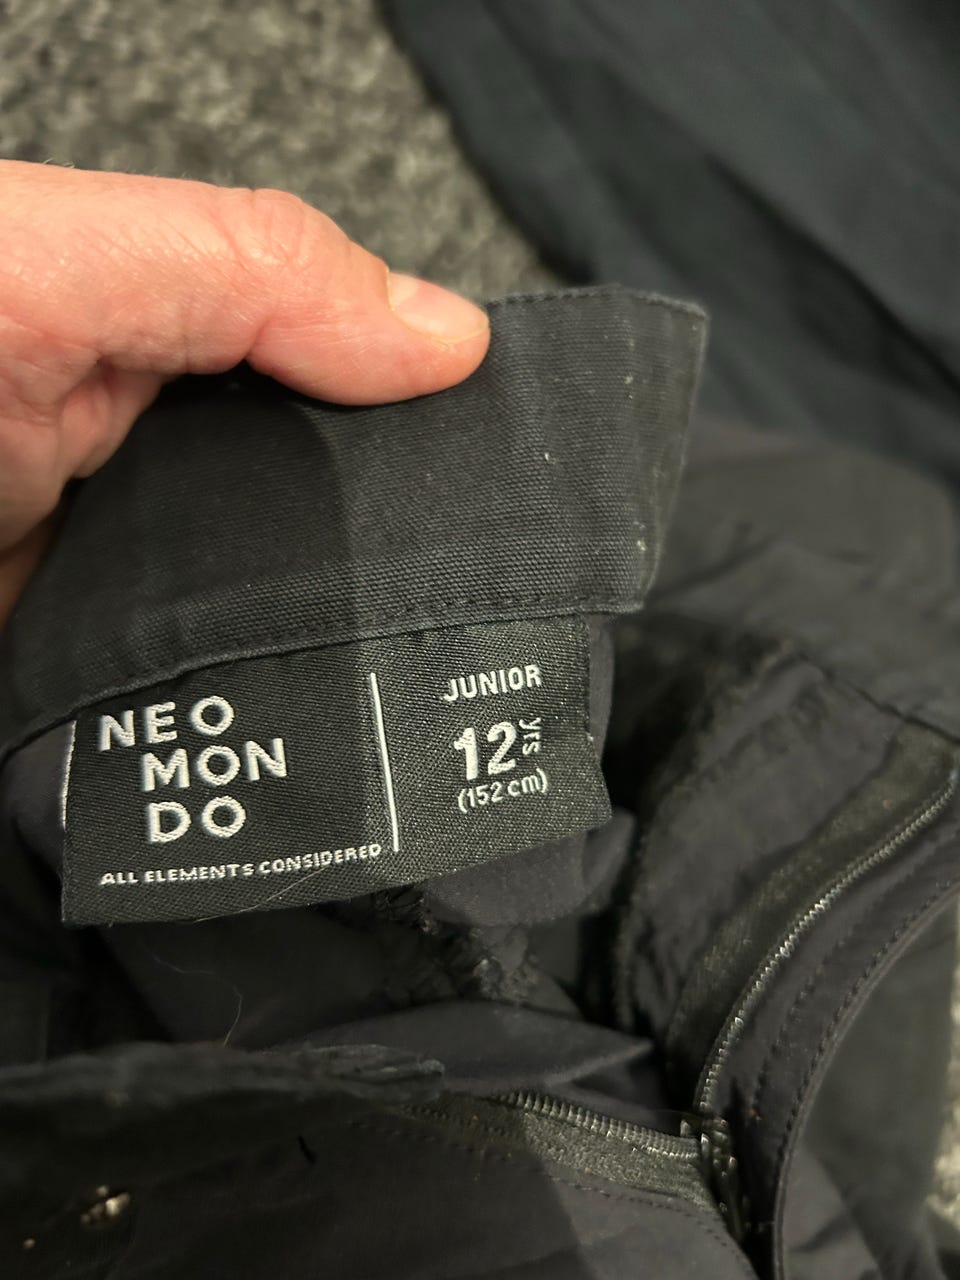 NEO
MON
DO
ALL ELEMENTS CONSIDERED
JUNIOR
12 yrs
(152 cm)